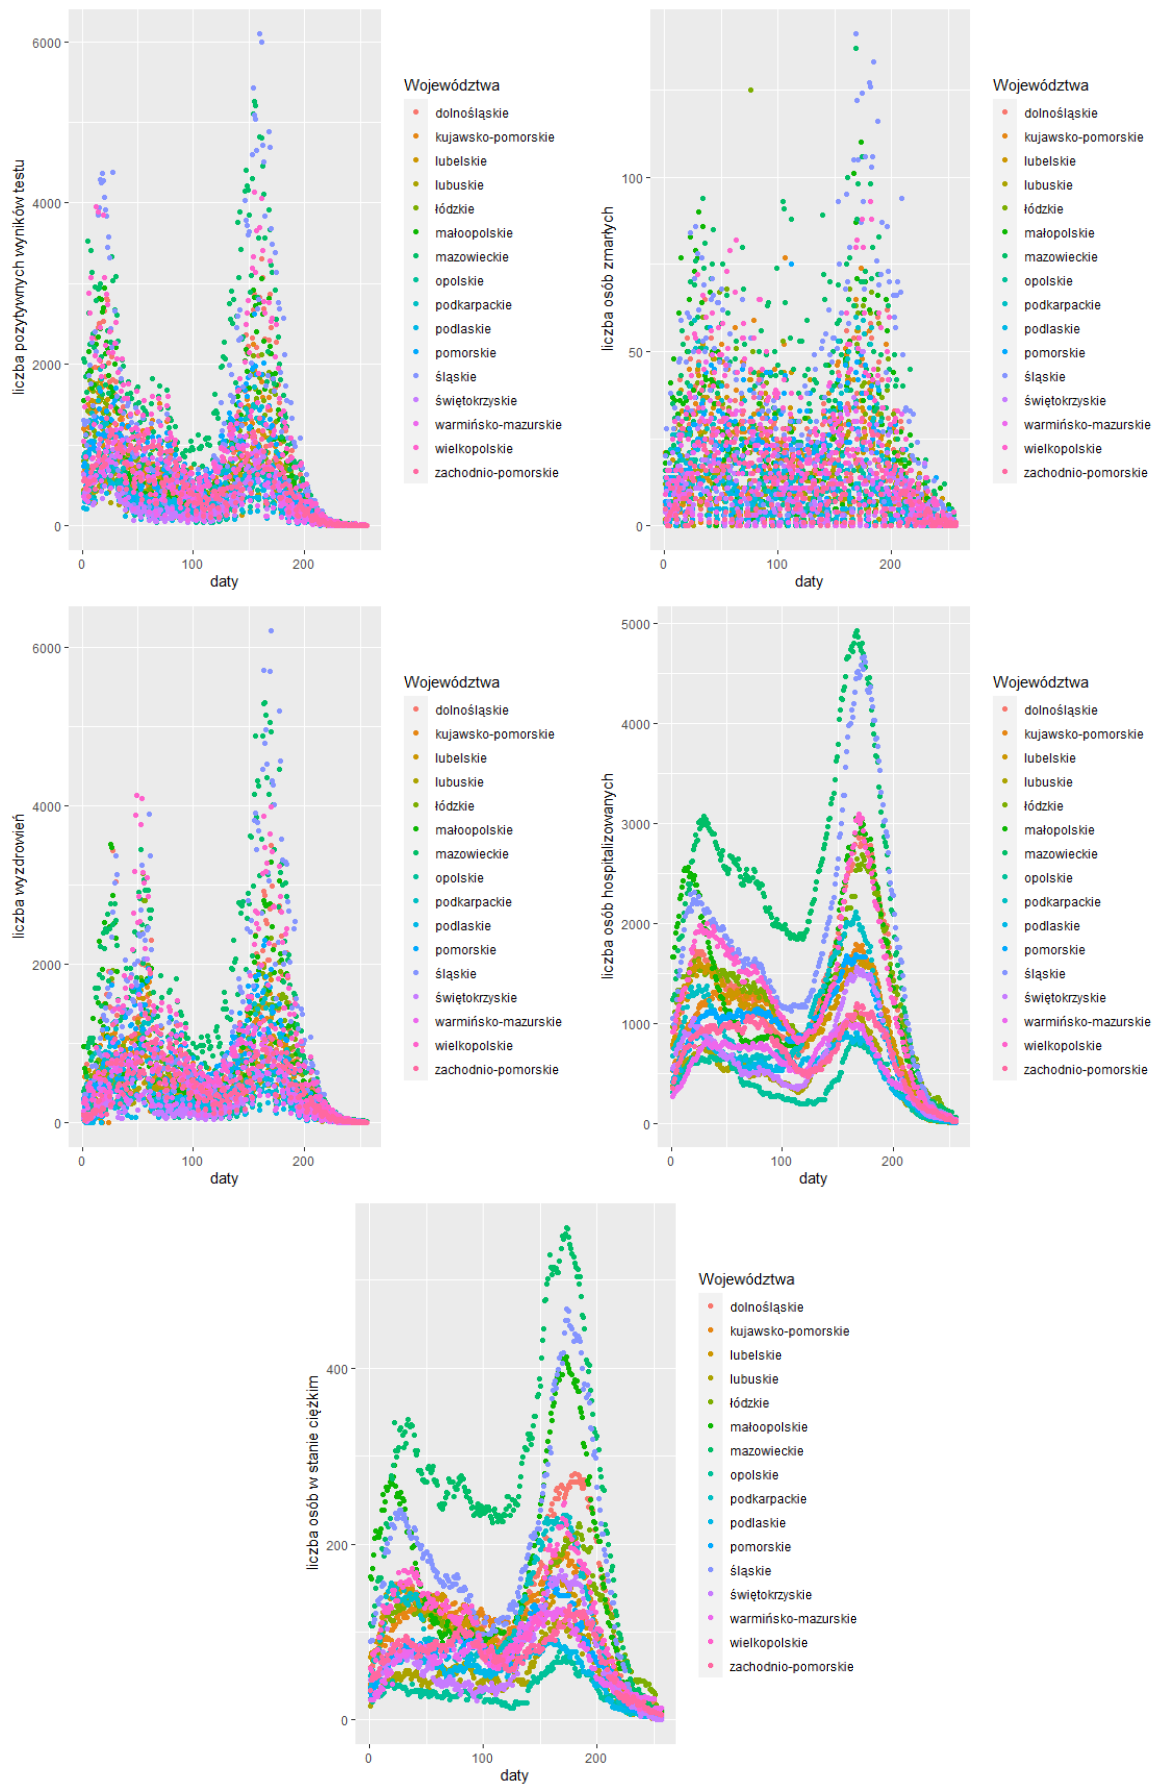 6000
4000
2000
0
liczba pozytywnych wyników testu
0
100
200
daty
Województwa
dolnośląskie
kujawsko-pomorskie
lubelskie
lubuskie
łódzkie
małoopolskie
mazowieckie
opolskie
podkarpackie
podlaskie
pomorskie
śląskie
świętokrzyskie
warmińsko-mazurskie
wielkopolskie
zachodnio-pomorskie
100
50
0
liczba osób zmarłych
0
100
200
daty
Województwa
dolnośląskie
kujawsko-pomorskie
lubelskie
lubuskie
łódzkie
małopolskie
mazowieckie
opolskie
podkarpackie
podlaskie
pomorskie
śląskie
świętokrzyskie
warmińsko-mazurskie
wielkopolskie
zachodnio-pomorskie
6000
4000
2000
0
liczba wyzdrowień
0
100
200
daty
Województwa
dolnośląskie
kujawsko-pomorskie
lubelskie
lubuskie
łódzkie
małoopolskie
mazowieckie
opolskie
podkarpackie
podlaskie
pomorskie
śląskie
świętokrzyskie
warmińsko-mazurskie
wielkopolskie
zachodnio-pomorskie
5000
4000
3000
2000
1000
0
liczba osób hospitalizowanych
0
100
200
daty
Województwa
dolnośląskie
kujawsko-pomorskie
lubelskie
lubuskie
łódzkie
małopolskie
mazowieckie
opolskie
podkarpackie
podlaskie
pomorskie
śląskie
świętokrzyskie
warmińsko-mazurskie
wielkopolskie
zachodnio-pomorskie
400
200
0
liczba osób w stanie ciężkim
0
100
200
daty
Województwa
dolnośląskie
kujawsko-pomorskie
lubelskie
lubuskie
łódzkie
małoopolskie
mazowieckie
opolskie
podkarpackie
podlaskie
pomorskie
śląskie
świętokrzyskie
warmińsko-mazurskie
wielkopolskie
zachodnio-pomorskie